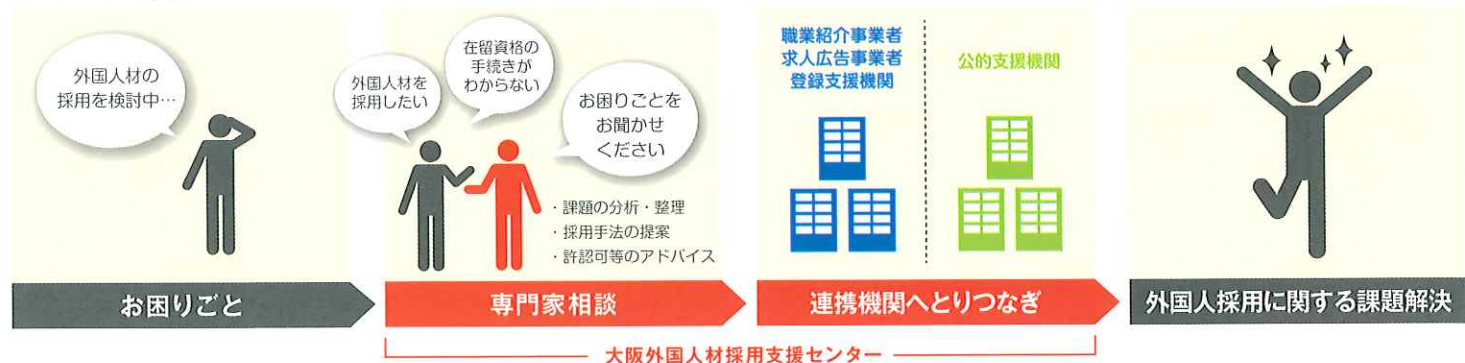 外国人材の
採用を検討中…
お困りごと
外国人材を
採用したい
在留資格の
手続きが
わからない
お困りごとを
お聞かせ
ください
・課題の分析・整理
・採用手法の提案
・許認可等のアドバイス
専門家相談
職業紹介事業者
求人広告事業者
登録支援機関
公的支援機関
連携機関へとりつなぎ
外国人採用に関する課題解決
大阪外国人材採用支援センター